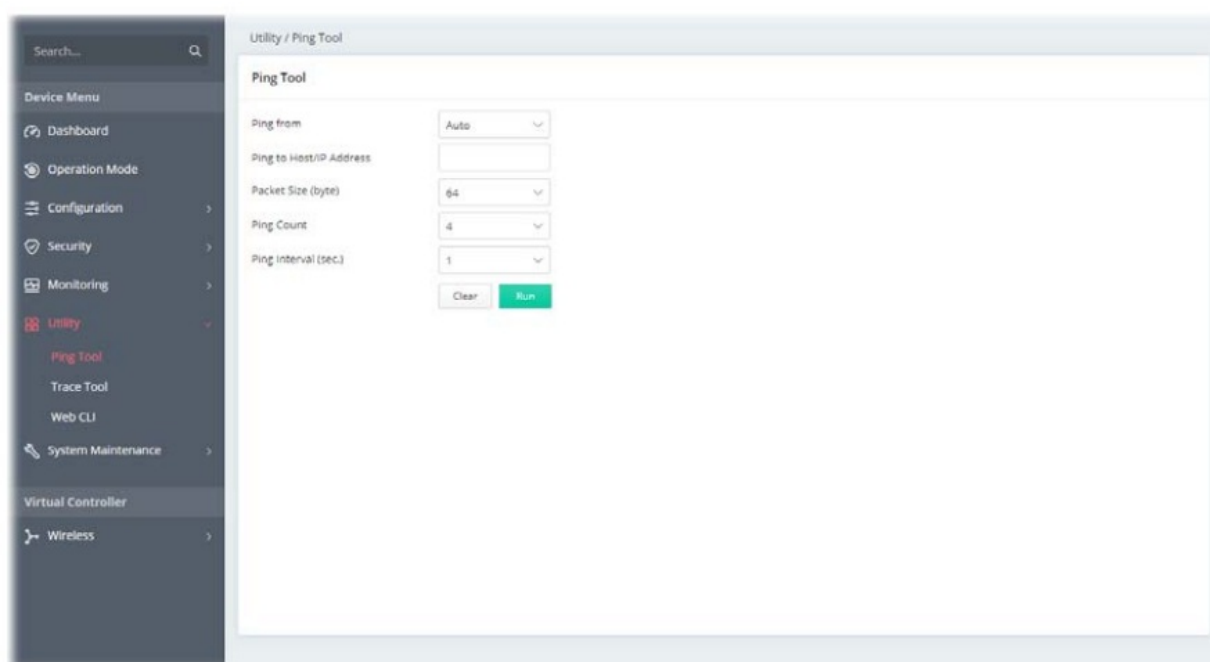 Search...
Device Menu
Dashboard
Operation Mode
Configuration
Security
Monitoring
Utility
Ping Tool
Trace Tool
Web CLI
System Maintenance
Virtual Controller
Wireless
Utility / Ping Tool
Ping Tool
Ping from Auto
Ping to Host/IP Address
Packet Size (byte) 64
Ping Count 4
Ping Interval (sec.) 1
Clear Run